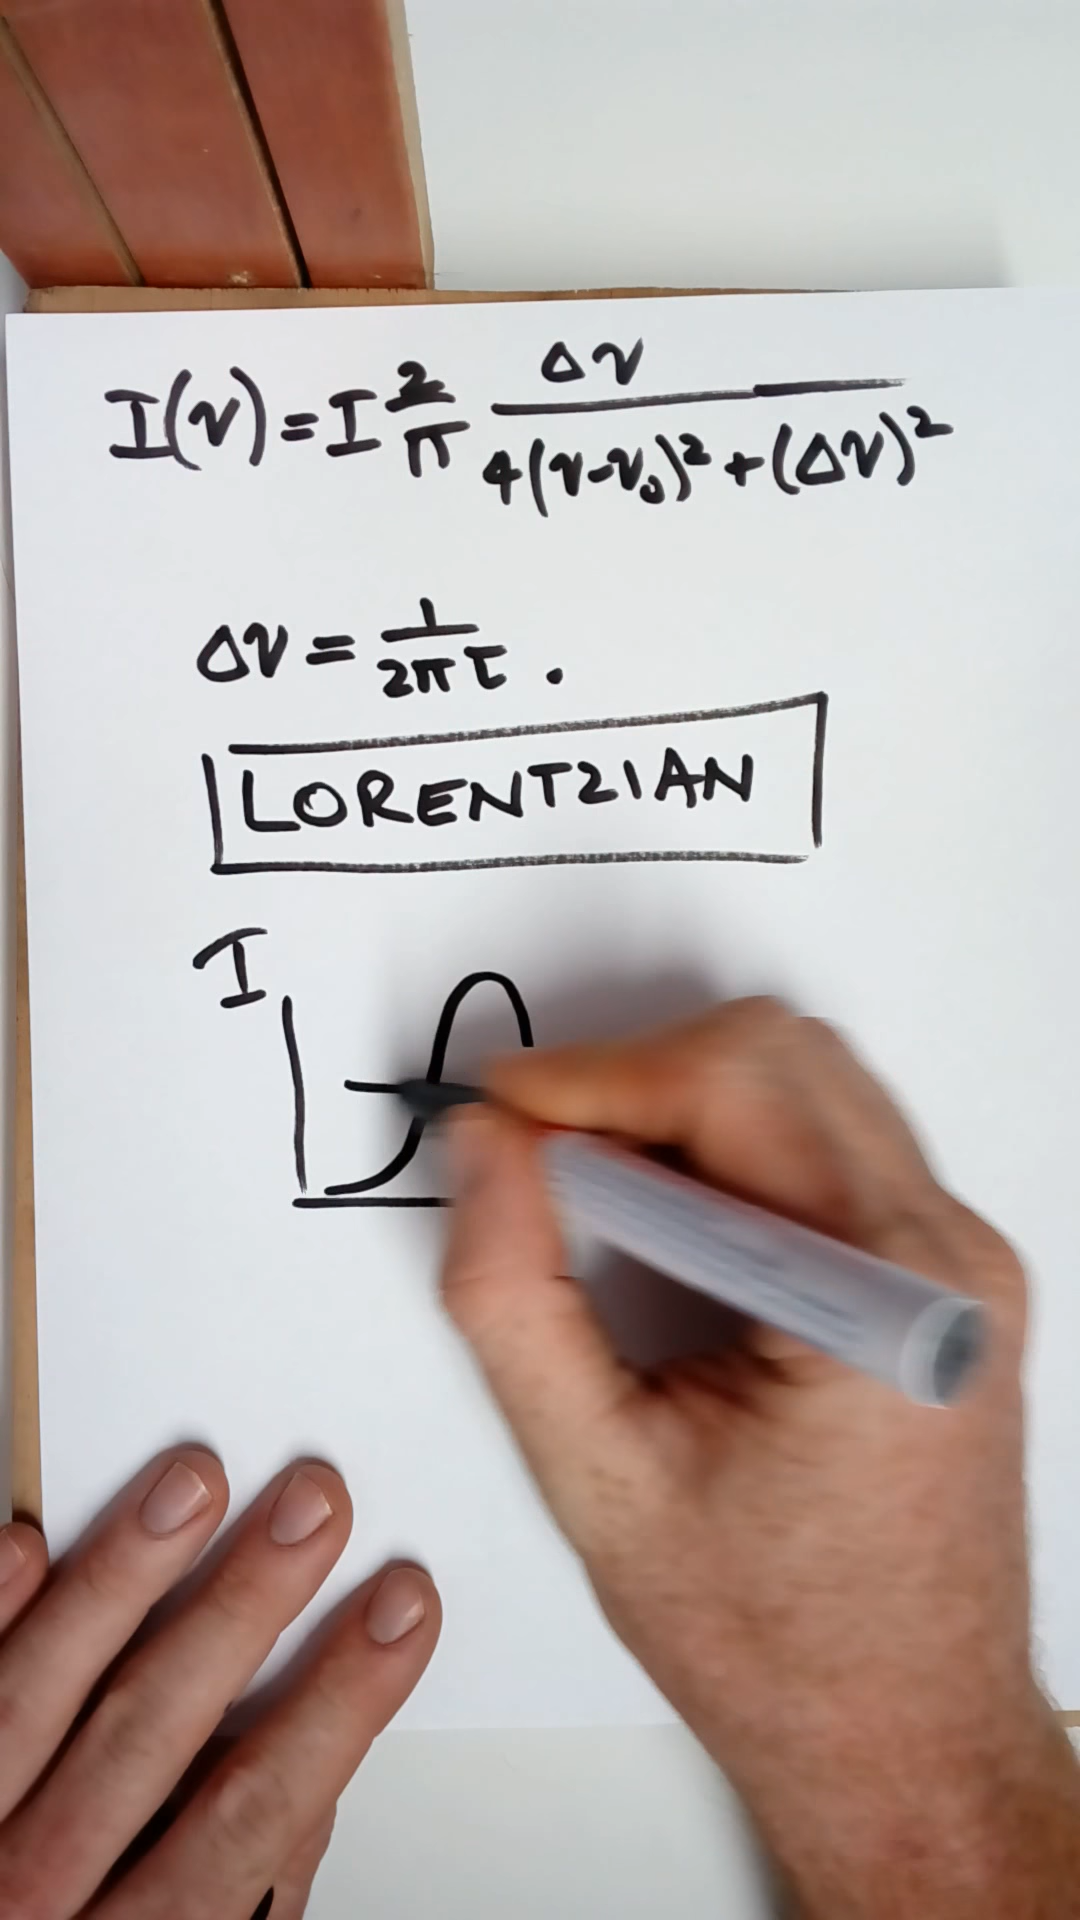 I(ν) = I 2/π Δν / 4(ν-ν₀)² + (Δν)²
Δν = 1/2πτ .
LORENTZIAN
I